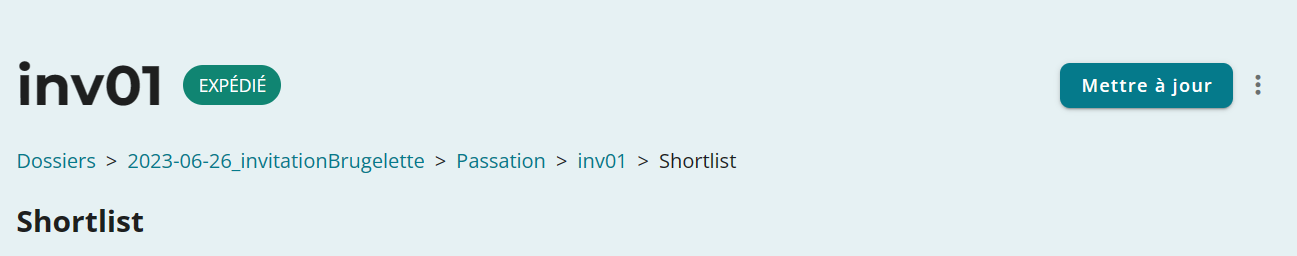 inv01 EXPÉDIÉ Mettre à jour
Dossiers > 2023-06-26_invitationBrugelette > Passation > inv01 > Shortlist
Shortlist